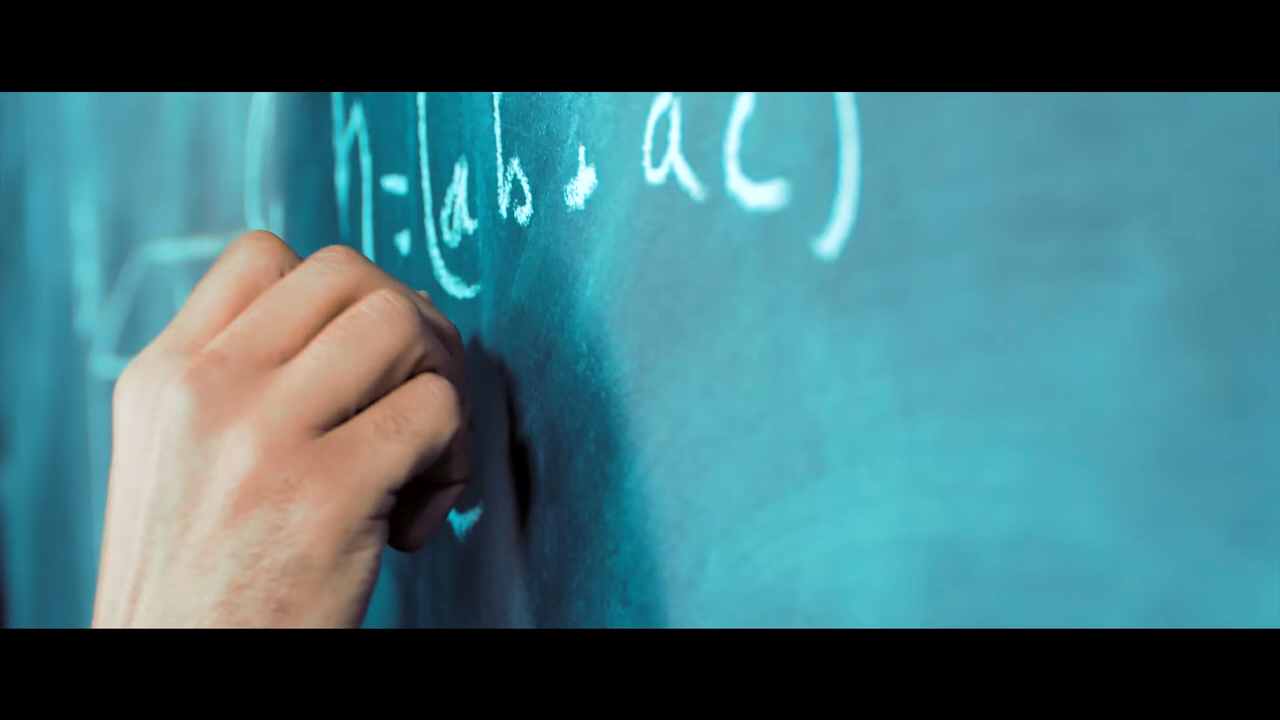 n = (ab, ac)